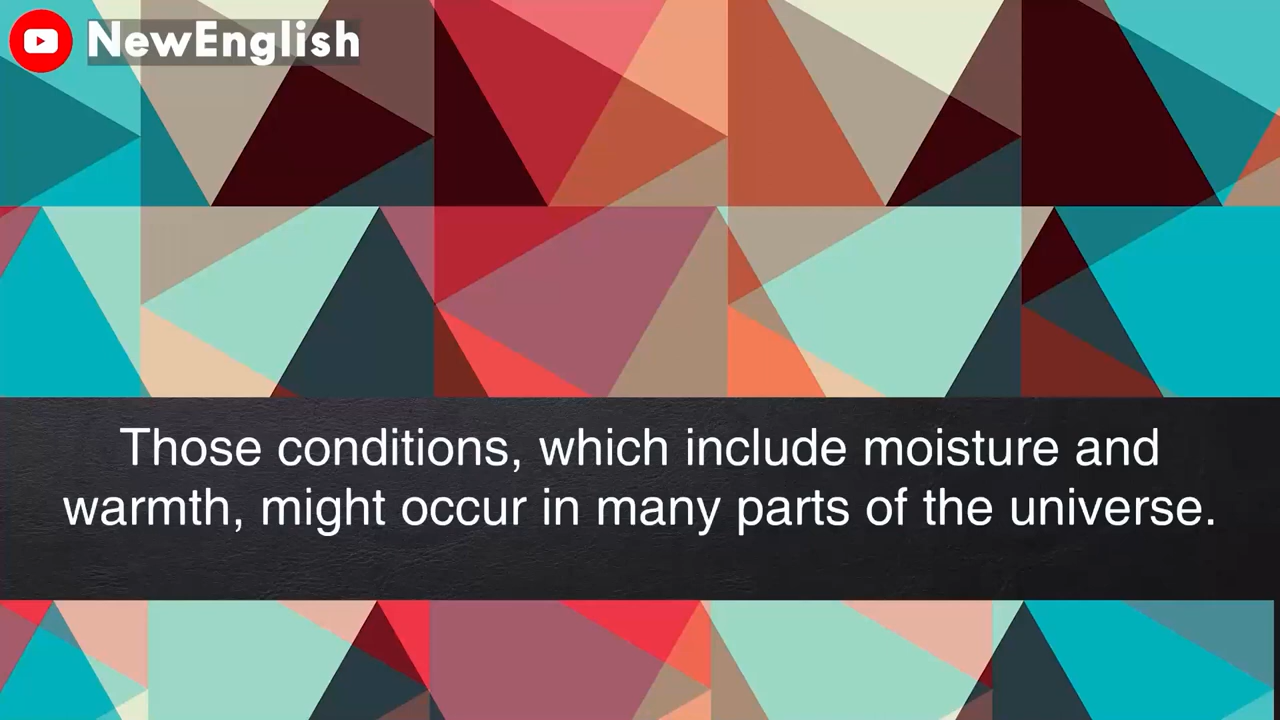 NewEnglish
Those conditions, which include moisture and
warmth, might occur in many parts of the universe.